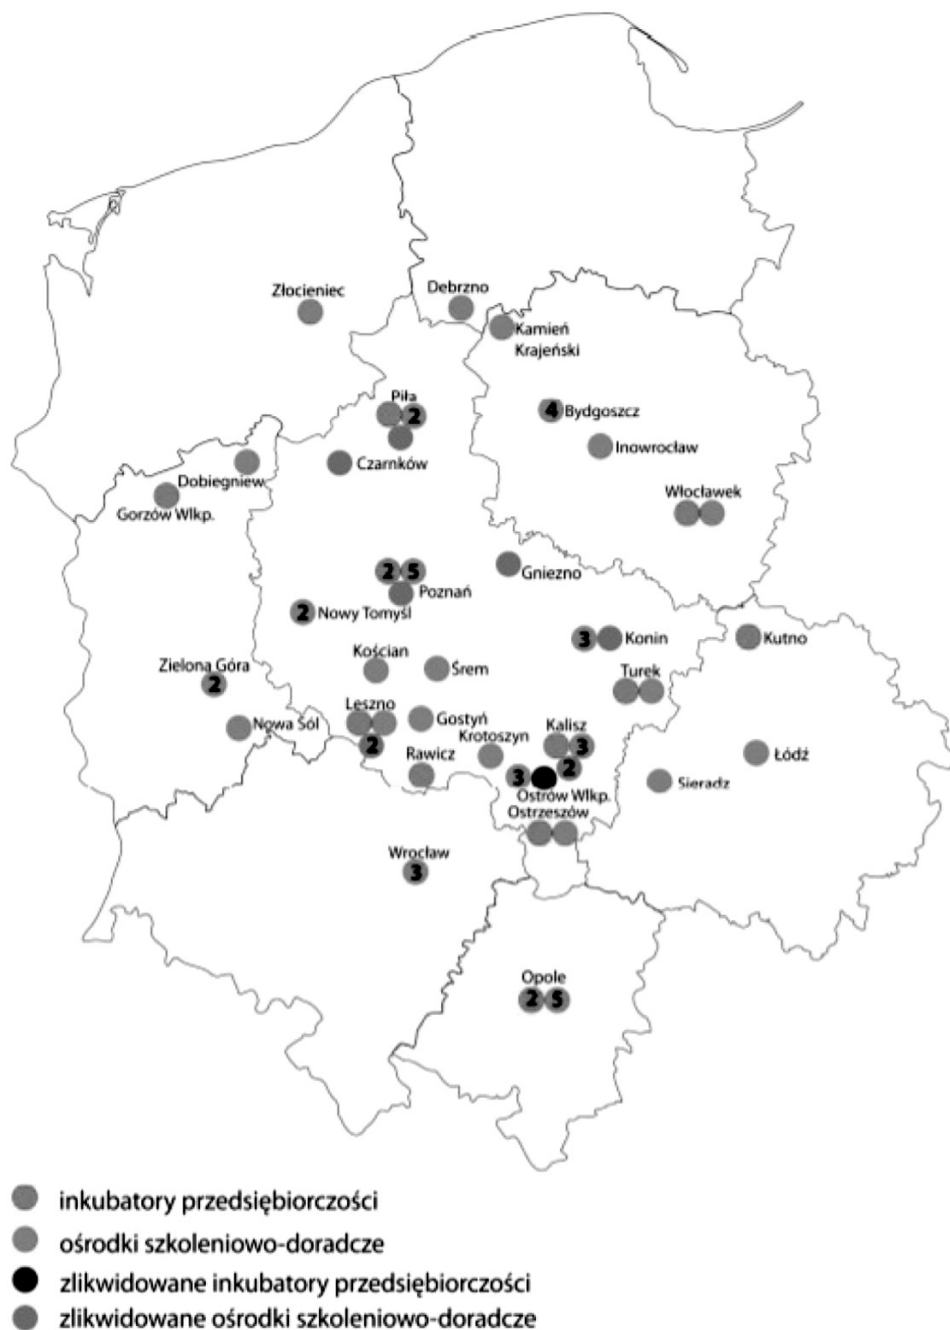 Złocieniec
Debrzno
Kamień
Krajeński
Piła
2
4 Bydgoszcz
Inowrocław
Czarnków
Dobiegniew
Gorzów Wlkp.
Włocławek
2 5
Poznań
Gniezno
2 Nowy Tomyśl
3 Konin
Kutno
Kościan
Śrem
Turek
Zielona Góra
2
Nowa Sól
Leszno
2
Gostyń
Krotoszyn
Kalisz
3
2
Rawicz
3
Ostrów Wlkp.
Ostrzeszów
Sieradz
Łódź
Wrocław
3
Opole
2 5
inkubatory przedsiębiorczości
ośrodki szkoleniowo-doradcze
zlikwidowane inkubatory przedsiębiorczości
zlikwidowane ośrodki szkoleniowo-doradcze